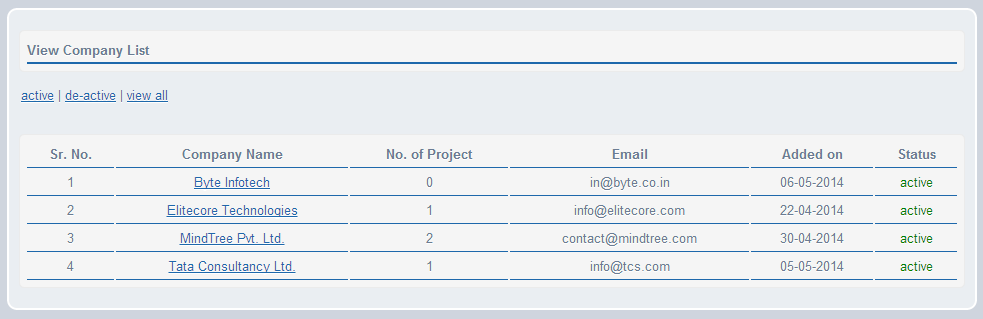 View Company List
active | de-active | view all
Sr. No. Company Name No. of Project Email Added on Status
1 Byte Infotech 0 in@byte.co.in 06-05-2014 active
2 Elitecore Technologies 1 info@elitecore.com 22-04-2014 active
3 MindTree Pvt. Ltd. 2 contact@mindtree.com 30-04-2014 active
4 Tata Consultancy Ltd. 1 info@tcs.com 05-05-2014 active